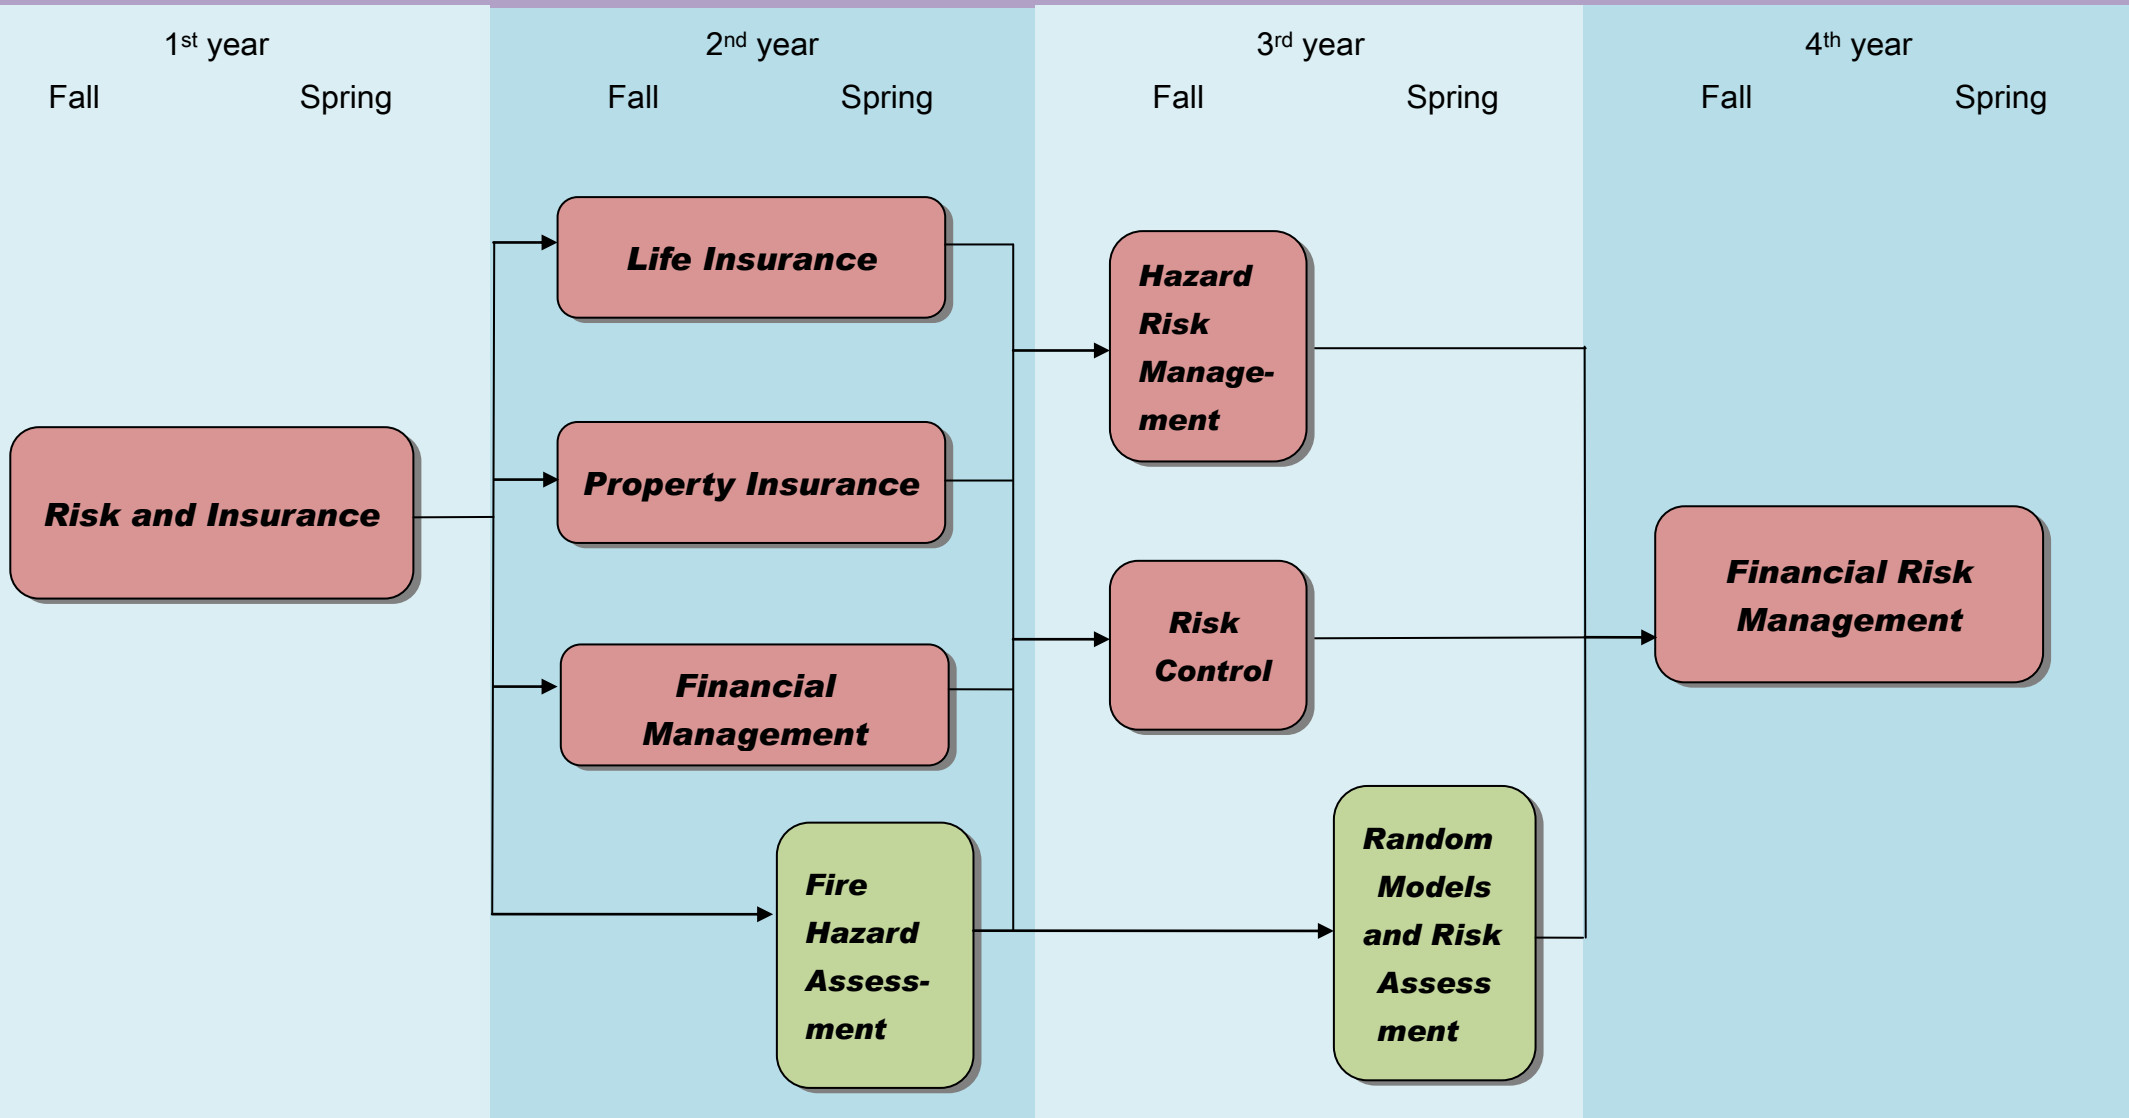 1st year
2nd year
3rd year
4th year
Fall
Spring
Fall
Spring
Fall
Spring
Fall
Spring
Risk and Insurance
Life Insurance
Property Insurance
Financial
Management
Fire
Hazard
Assess-
ment
Hazard
Risk
Manage-
ment
Risk
Control
Random
Models
and Risk
Assess
ment
Financial Risk
Management